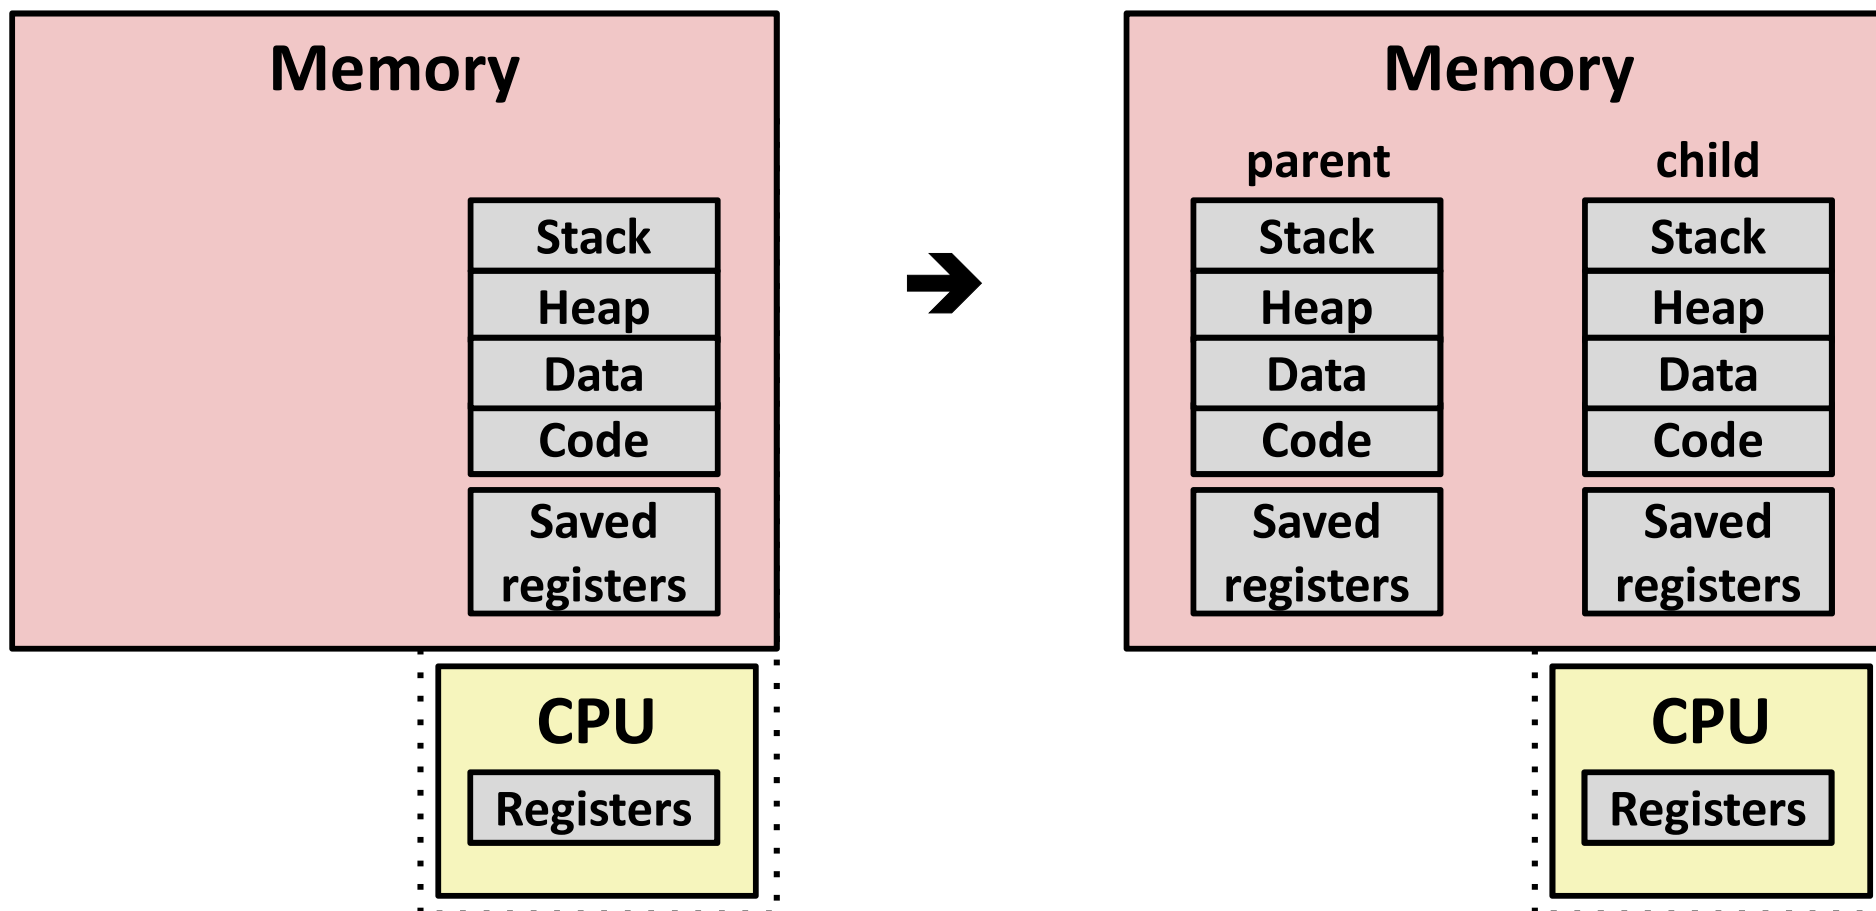 Memory
Stack
Heap
Data
Code
Saved
registers
CPU
Registers
Memory
parent
child
Stack
Heap
Data
Code
Saved
registers
Stack
Heap
Data
Code
Saved
registers
CPU
Registers